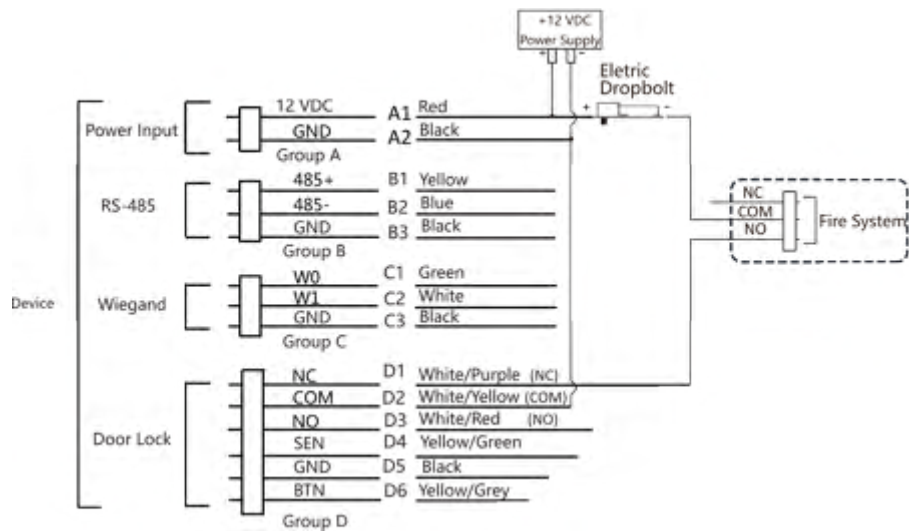 +12 VDC
Power Supply
+ -
Eletric
Dropbolt
+ -
Device
Power Input
12 VDC A1 Red
GND A2 Black
Group A
RS-485
485+ B1 Yellow
485- B2 Blue
GND B3 Black
Group B
Wiegand
W0 C1 Green
W1 C2 White
GND C3 Black
Group C
Door Lock
NC D1 White/Purple (NC)
COM D2 White/Yellow (COM)
NO D3 White/Red (NO)
SEN D4 Yellow/Green
GND D5 Black
BTN D6 Yellow/Grey
Group D
NC
COM
NO
Fire System